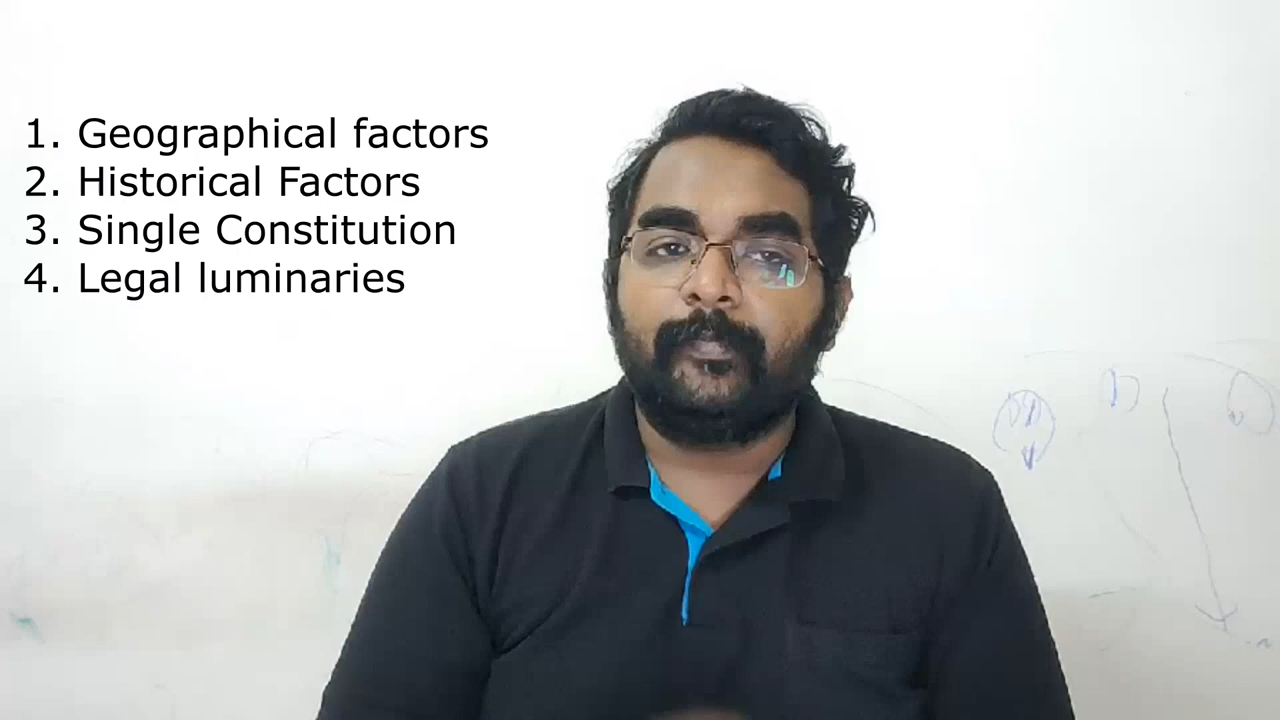 1. Geographical factors
2. Historical Factors
3. Single Constitution
4. Legal luminaries